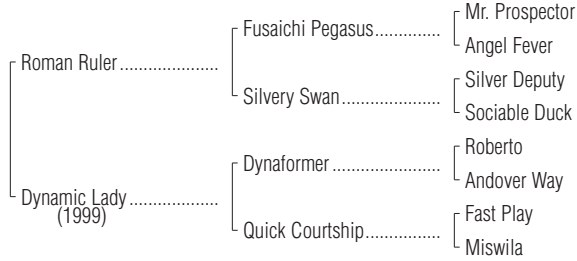 Mr. Prospector
Fusaichi Pegasus..............
Angel Fever
Roman Ruler.....................
Silver Deputy
Silvery Swan.....................
Sociable Duck
Roberto
Dynaformer ......................
Andover Way
Dynamic Lady ...................
(1999)
Fast Play
Quick Courtship................
Miswila